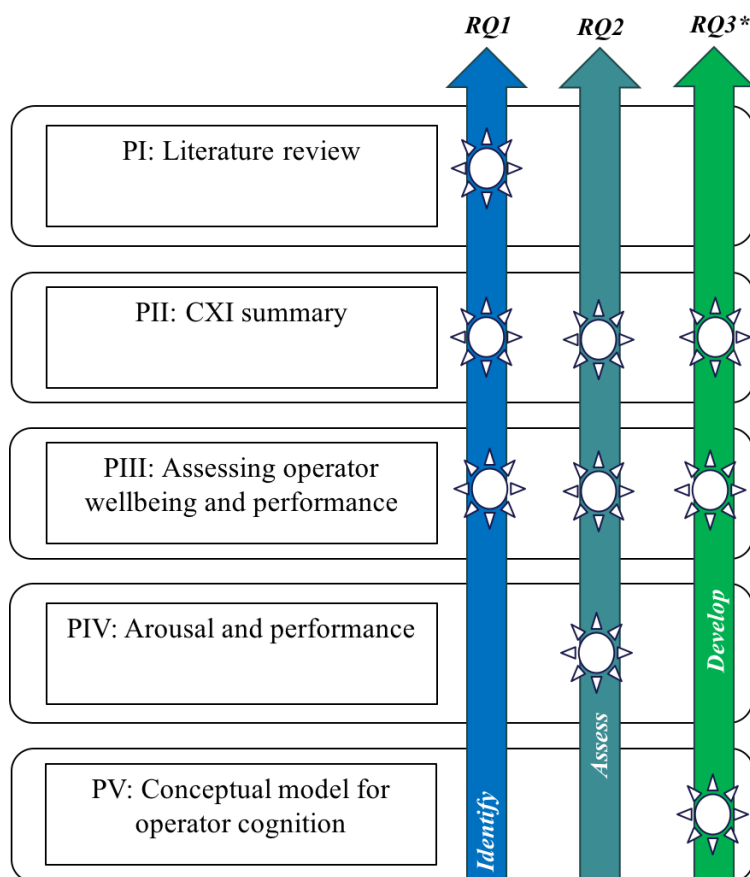 RQ1 RQ2 RQ3*
PI: Literature review
PII: CXI summary
PIII: Assessing operator
wellbeing and performance
PIV: Arousal and performance
Develop
Assess
PV: Conceptual model for
operator cognition
Identify